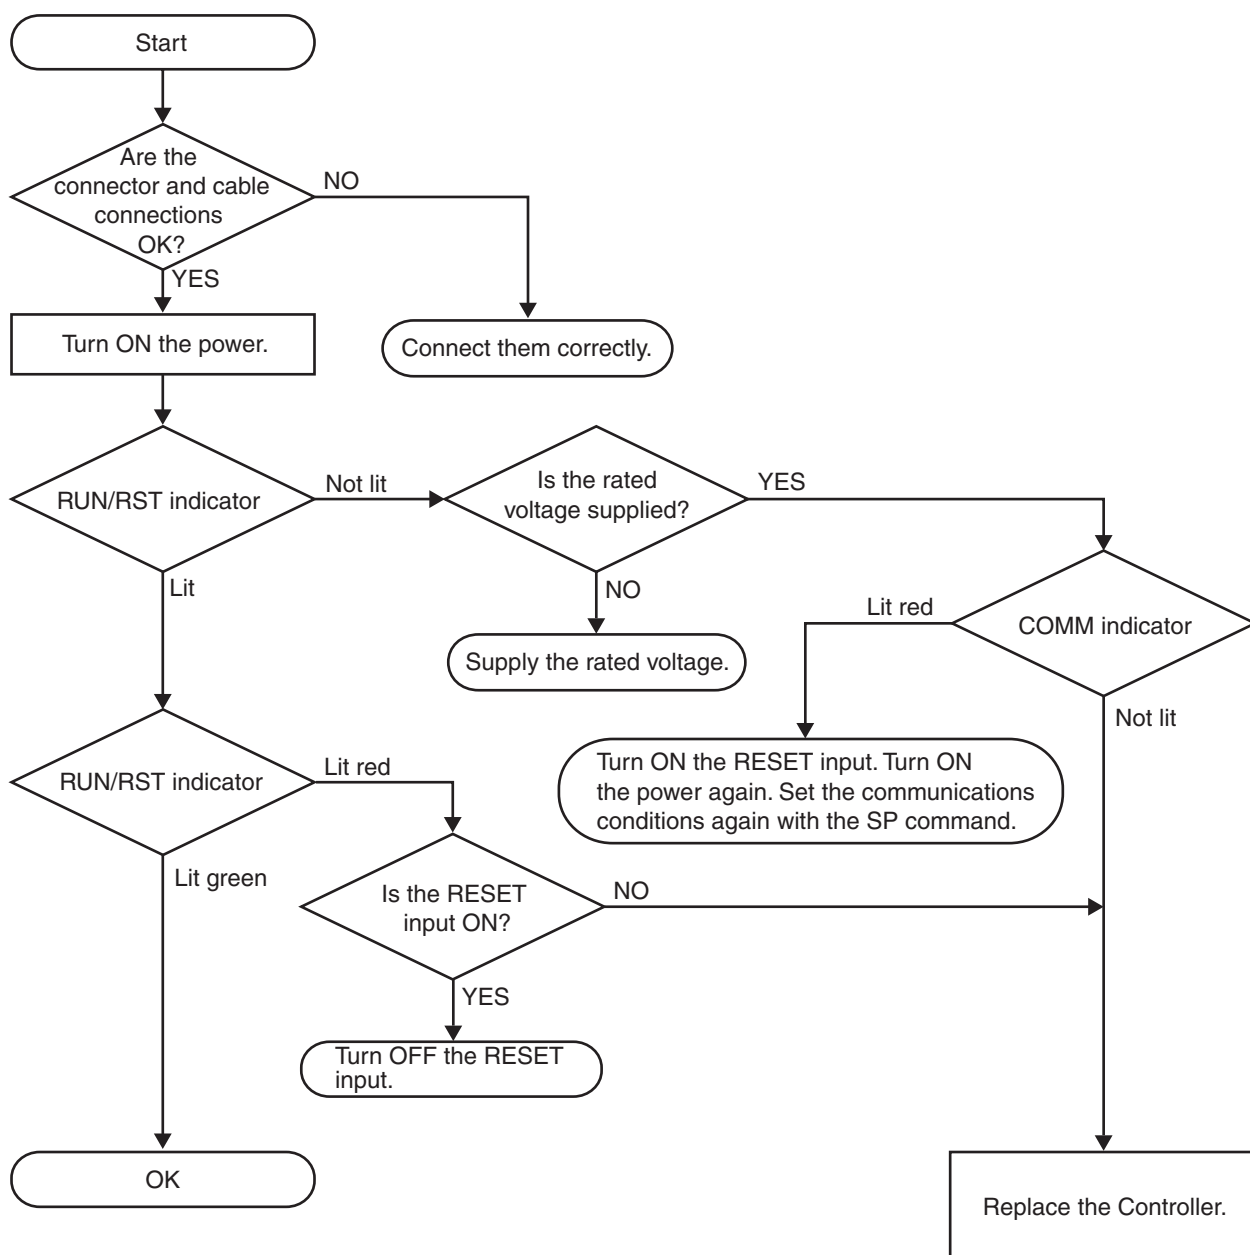 Start
Are the
connector and cable
connections
OK?
NO
YES
Turn ON the power.
Connect them correctly.
RUN/RST indicator
Not lit
Is the rated
voltage supplied?
YES
Lit
NO
Lit red
COMM indicator
Supply the rated voltage.
Not lit
RUN/RST indicator
Lit red
Turn ON the RESET input. Turn ON
the power again. Set the communications
conditions again with the SP command.
Lit green
Is the RESET
input ON?
NO
YES
Turn OFF the RESET
input.
OK
Replace the Controller.